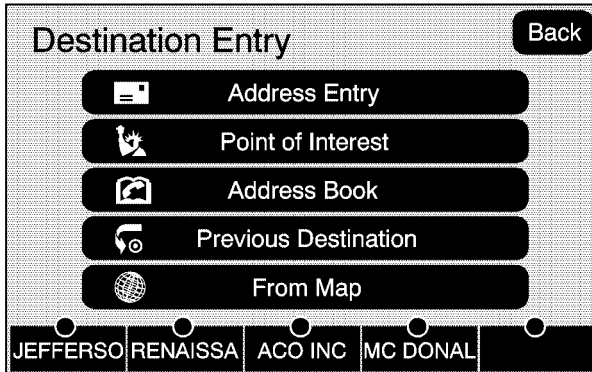 Destination Entry
Back
Address Entry
Point of Interest
Address Book
Previous Destination
From Map
JEFFERSO RENAISSA ACO INC MC DONAL